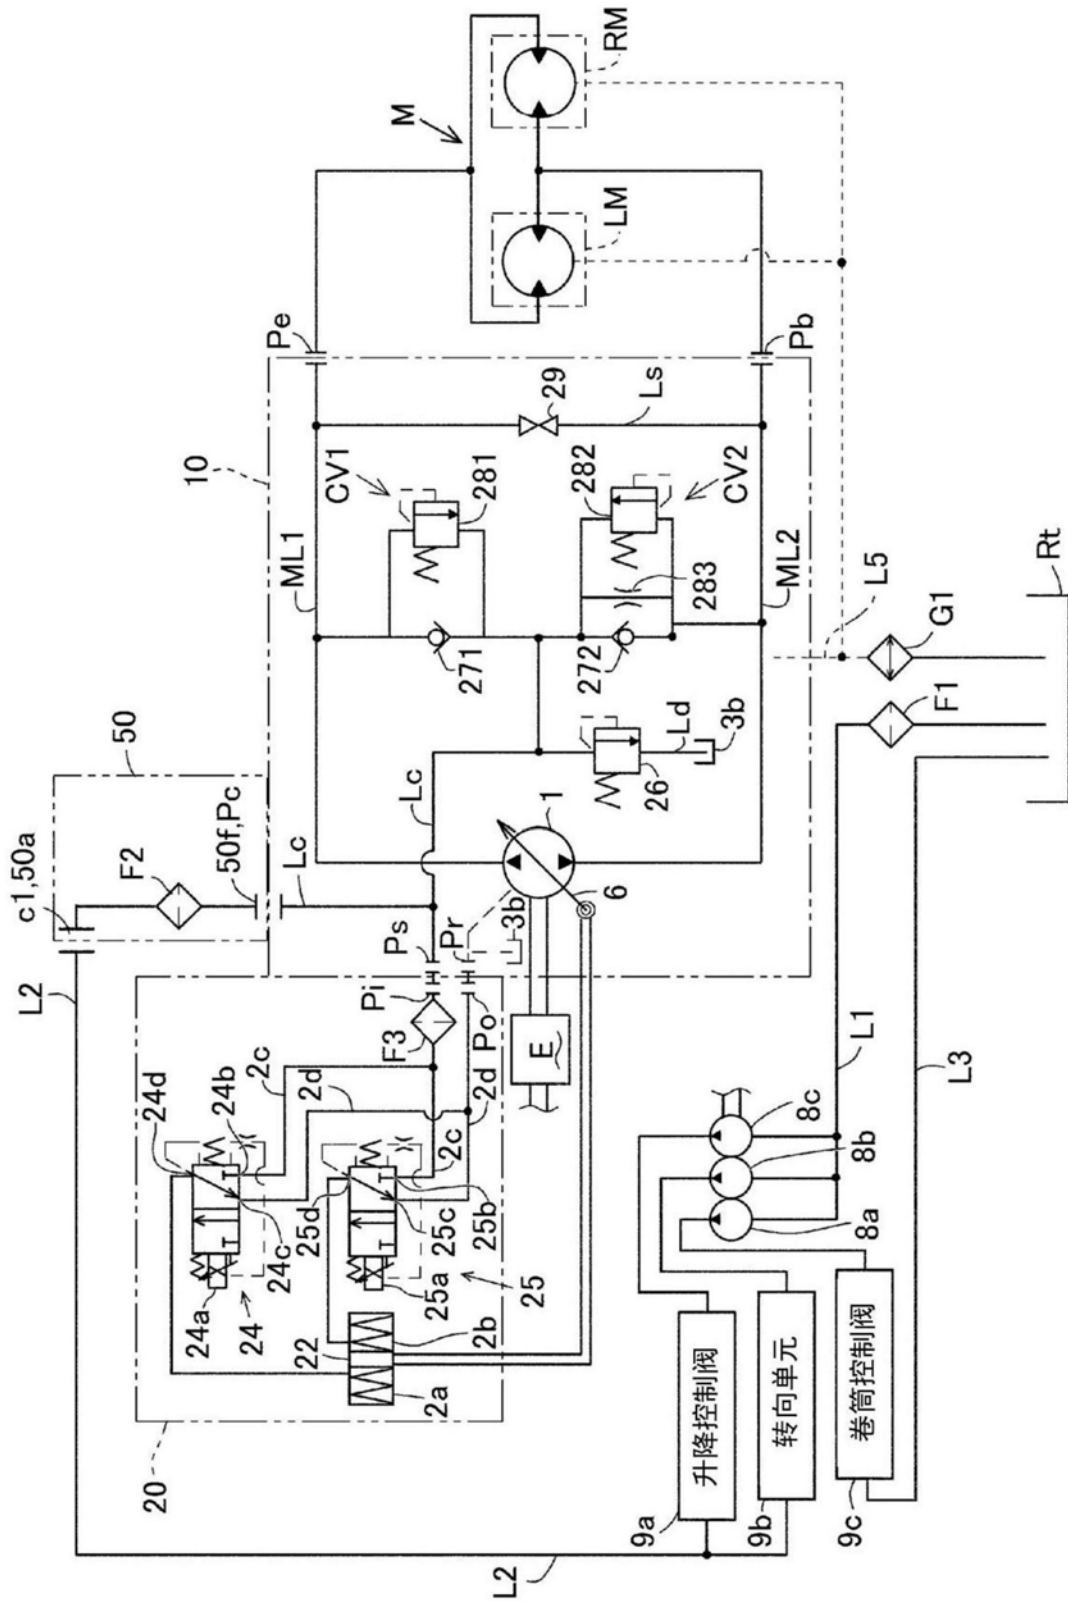 RM
M
LM
Pe
Pb
29
Ls
10
CV1
281
282
CV2
ML1
283
ML2
L5
Rt
271
272
G1
50
Lc
26
Ld
3b
F1
c1,50a
F2
50f,Pc
Lc
1
6
L2
Ps
Pr
3b
Pi
Po
F3
E
2c
24d
24b
2d
2d
2c
L1
L3
8c
8b
8a
24c
25d
25b
25c
24a
24
25a
25
22
2b
2a
20
升降控制阀
转向单元
卷筒控制阀
9a
9b
9c
L2